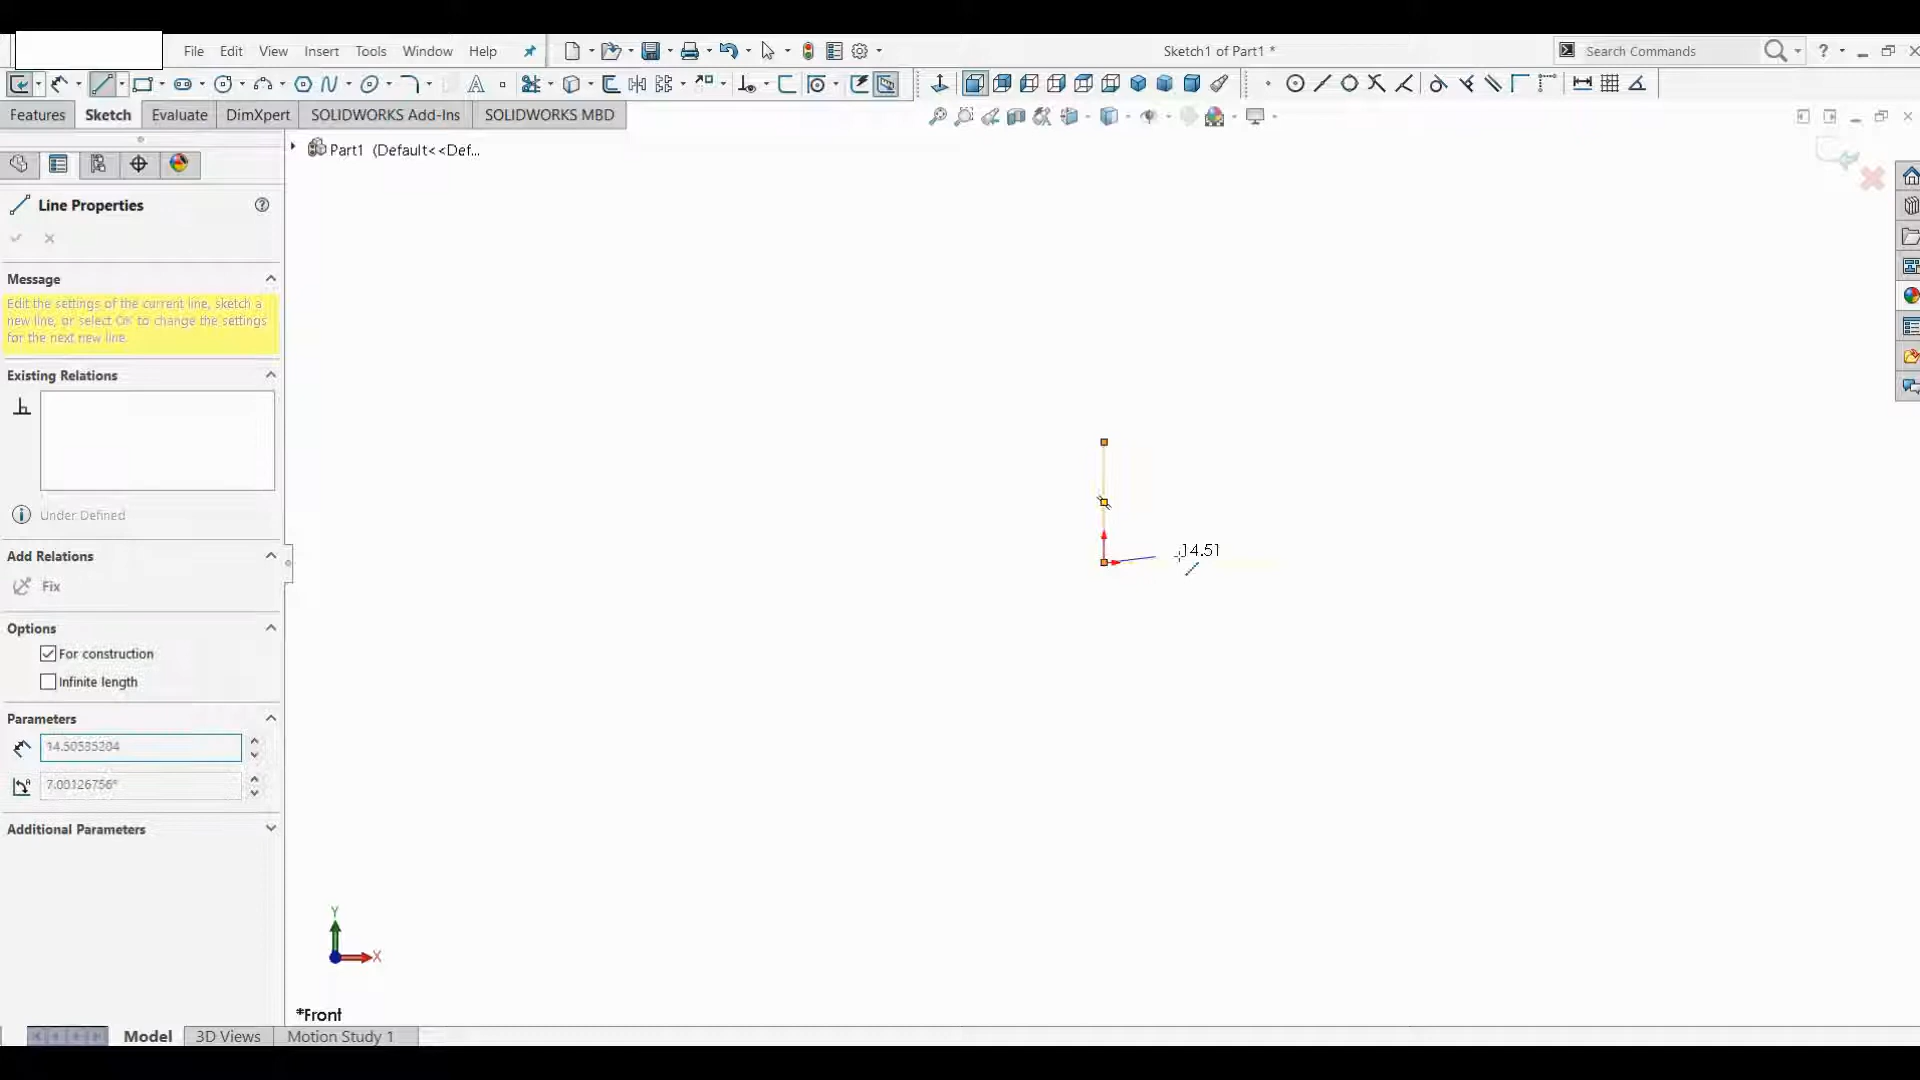 File Edit View Insert Tools Window Help
Sketch1 of Part1 *
Search Commands
?
Features Sketch Evaluate DimXpert SOLIDWORKS Add-Ins SOLIDWORKS MBD
Part1 (Default<<Def...
Line Properties
Message
Edit the settings of the current line, sketch a
new line, or select OK to change the settings
for the next new line.
Existing Relations
Under Defined
Add Relations
Fix
Options
For construction
Infinite length
Parameters
14.50535204
7.00126756°
Additional Parameters
14.51
Y
X
*Front
Model 3D Views Motion Study 1